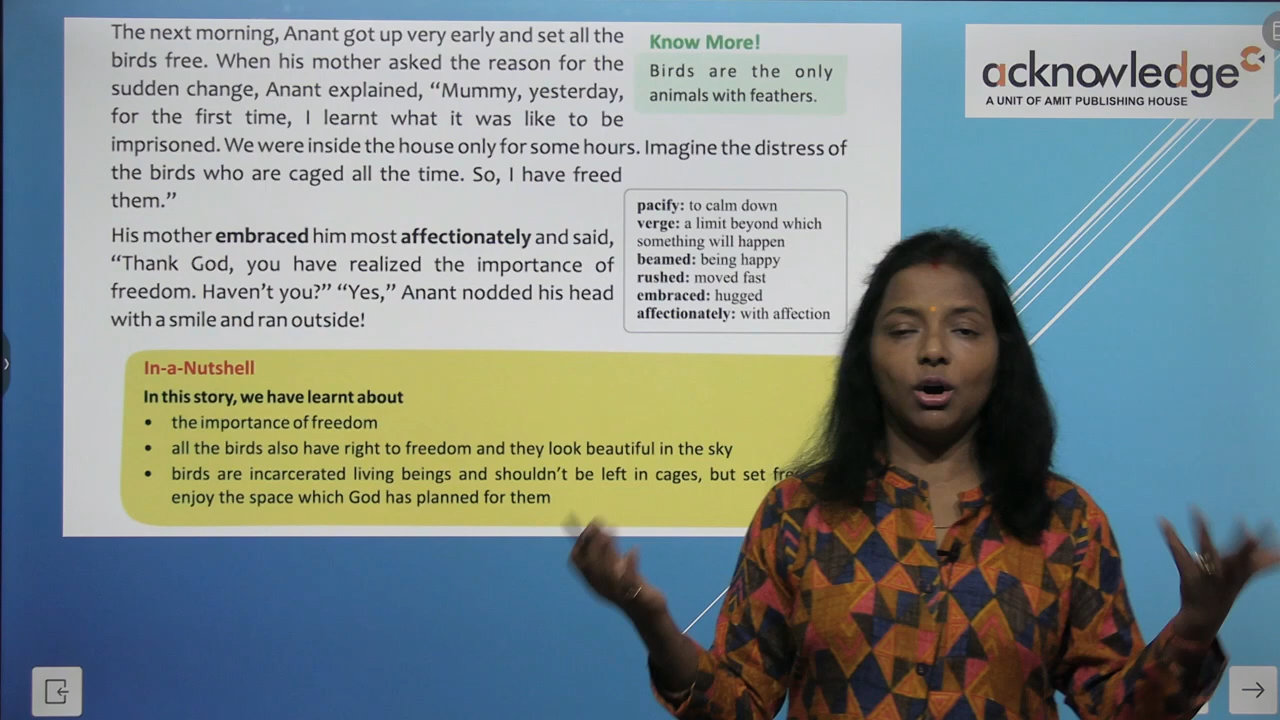 The next morning, Anant got up very early and set all the
birds free. When his mother asked the reason for the
sudden change, Anant explained, “Mummy, yesterday,
for the first time, I learnt what it was like to be
imprisoned. We were inside the house only for some hours. Imagine the distress of
the birds who are caged all the time. So, I have freed
them.”
Know More!
Birds are the only
animals with feathers.
His mother embraced him most affectionately and said,
“Thank God, you have realized the importance of
freedom. Haven’t you?” “Yes,” Anant nodded his head
with a smile and ran outside!
pacify: to calm down
verge: a limit beyond which
something will happen
beamed: being happy
rushed: moved fast
embraced: hugged
affectionately: with affection
In-a-Nutshell
In this story, we have learnt about
• the importance of freedom
• all the birds also have right to freedom and they look beautiful in the sky
• birds are incarcerated living beings and shouldn’t be left in cages, but set
enjoy the space which God has planned for them
acknowledge
A UNIT OF AMIT PUBLISHING HOUSE